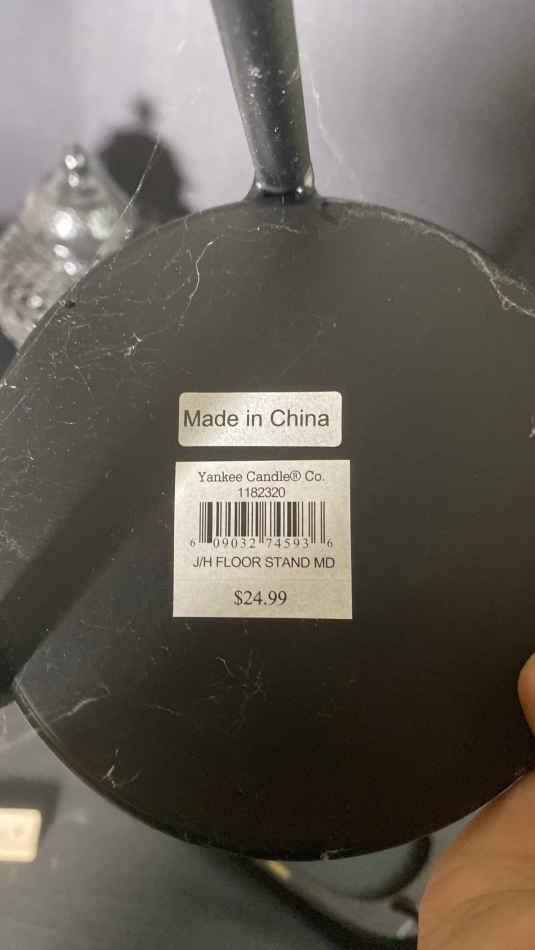 Made in China
Yankee Candle® Co.
1182320
6 09032 74593 6
J/H FLOOR STAND MD
$24.99